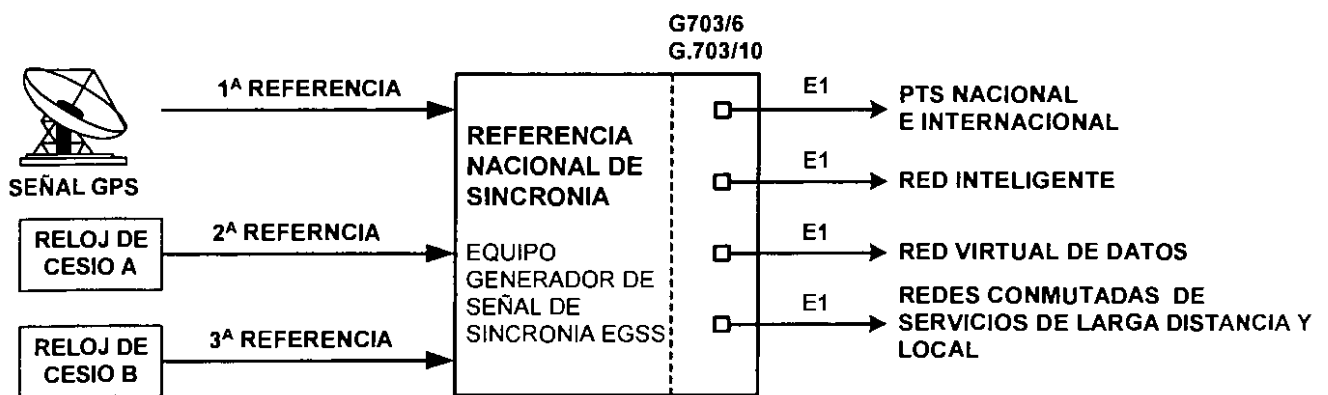 G703/6
G.703/10
1ᴬ REFERENCIA
SEÑAL GPS
RELOJ DE
CESIO A
2ᴬ REFERNCIA
RELOJ DE
CESIO B
3ᴬ REFERENCIA
REFERENCIA
NACIONAL DE
SINCRONIA
EQUIPO
GENERADOR DE
SEÑAL DE
SINCRONIA EGSS
E1
PTS NACIONAL
E INTERNACIONAL
E1
RED INTELIGENTE
E1
RED VIRTUAL DE DATOS
E1
REDES CONMUTADAS DE
SERVICIOS DE LARGA DISTANCIA Y
LOCAL